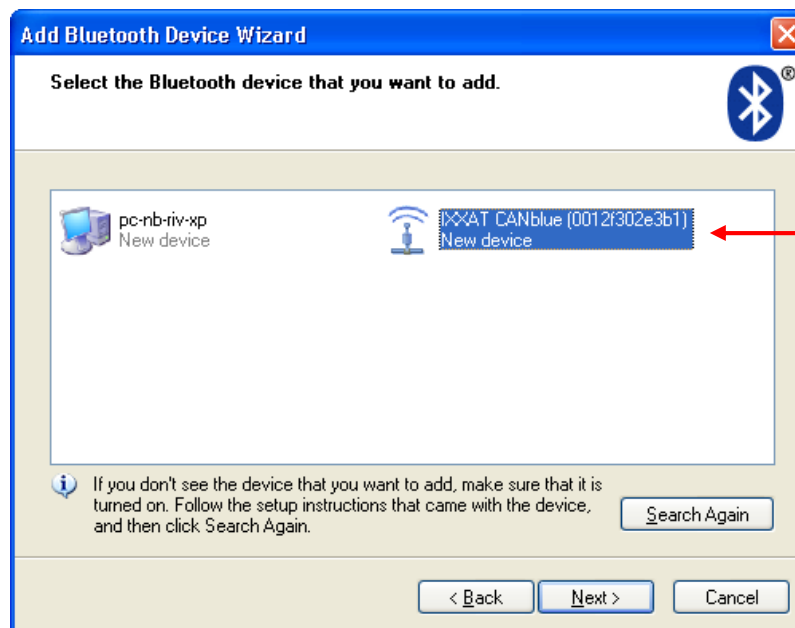 Add Bluetooth Device Wizard
Select the Bluetooth device that you want to add.
®
pc-nb-riv-xp
New device
IXXAT CANblue (0012f302e3b1)
New device
If you don't see the device that you want to add, make sure that it is
turned on. Follow the setup instructions that came with the device,
and then click Search Again.
Search Again
< Back
Next >
Cancel